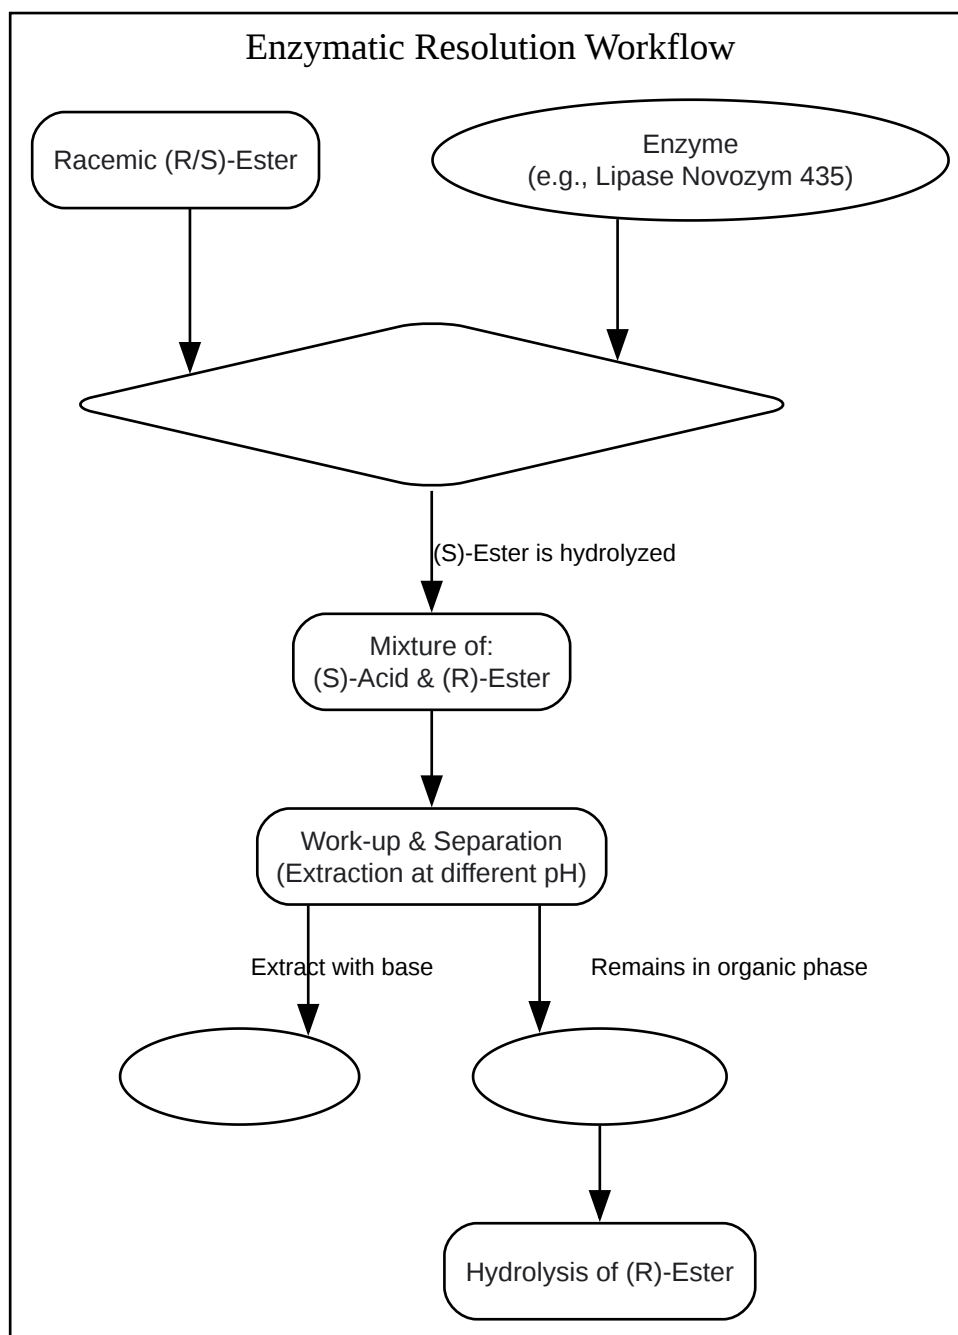 Enzymatic Resolution Workflow
Racemic (R/S)-Ester
Enzyme
(e.g., Lipase Novozym 435)
(S)-Ester is hydrolyzed
Mixture of:
(S)-Acid & (R)-Ester
Work-up & Separation
(Extraction at different pH)
Extract with base
Remains in organic phase
Hydrolysis of (R)-Ester